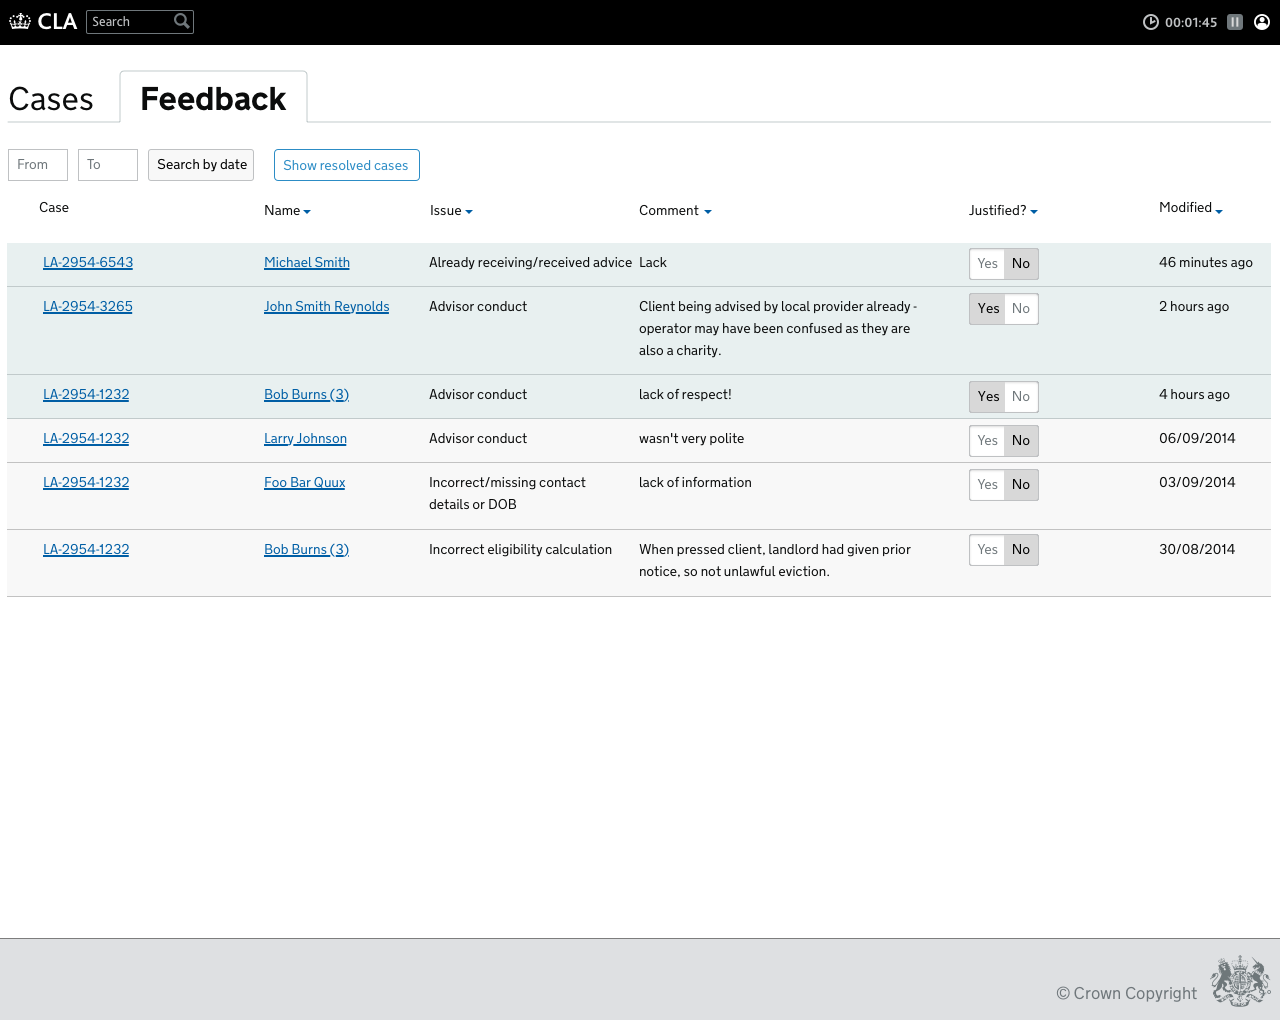 CLA Search 00:01:45
Cases Feedback
From To Search by date Show resolved cases
Case Name Issue Comment Justified? Modified
LA-2954-6543 Michael Smith Already receiving/received advice Lack Yes No 46 minutes ago
LA-2954-3265 John Smith Reynolds Advisor conduct Client being advised by local provider already - Yes No 2 hours ago
operator may have been confused as they are
also a charity.
LA-2954-1232 Bob Burns (3) Advisor conduct lack of respect! Yes No 4 hours ago
LA-2954-1232 Larry Johnson Advisor conduct wasn't very polite Yes No 06/09/2014
LA-2954-1232 Foo Bar Quux Incorrect/missing contact lack of information Yes No 03/09/2014
details or DOB
LA-2954-1232 Bob Burns (3) Incorrect eligibility calculation When pressed client, landlord had given prior Yes No 30/08/2014
notice, so not unlawful eviction.
© Crown Copyright